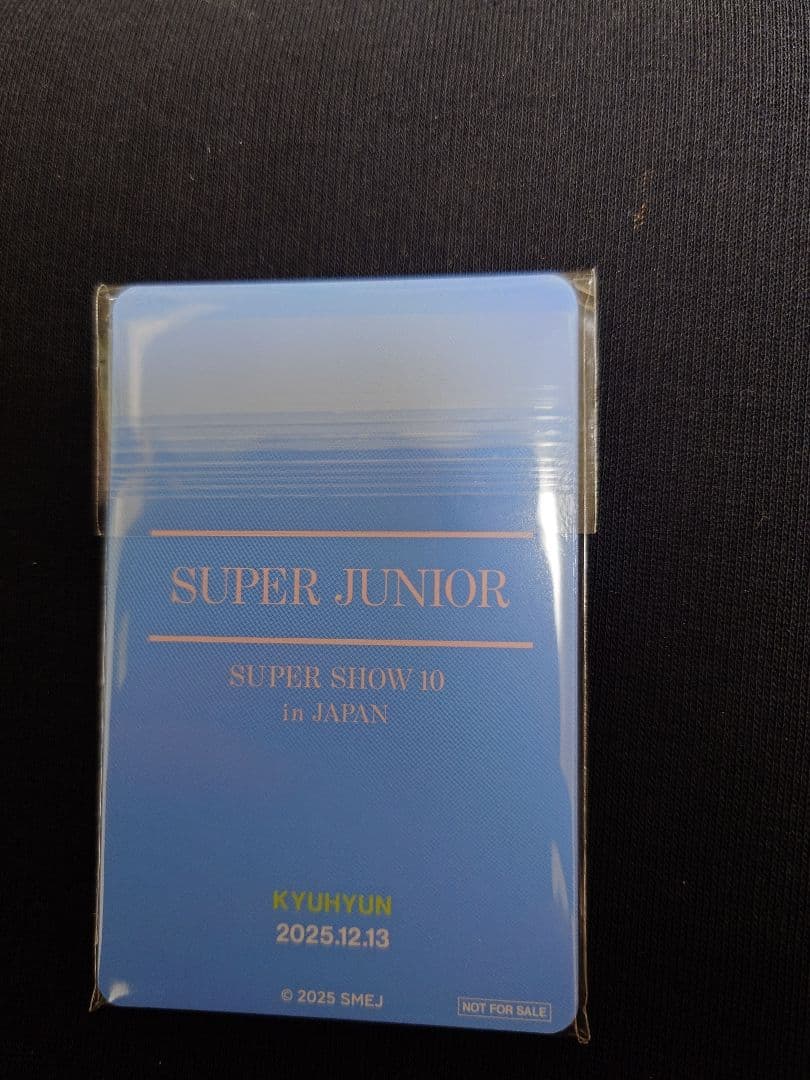 SUPER JUNIOR
SUPER SHOW 10
in JAPAN
KYUHYUN
2025.12.13
© 2025 SMEJ
NOT FOR SALE